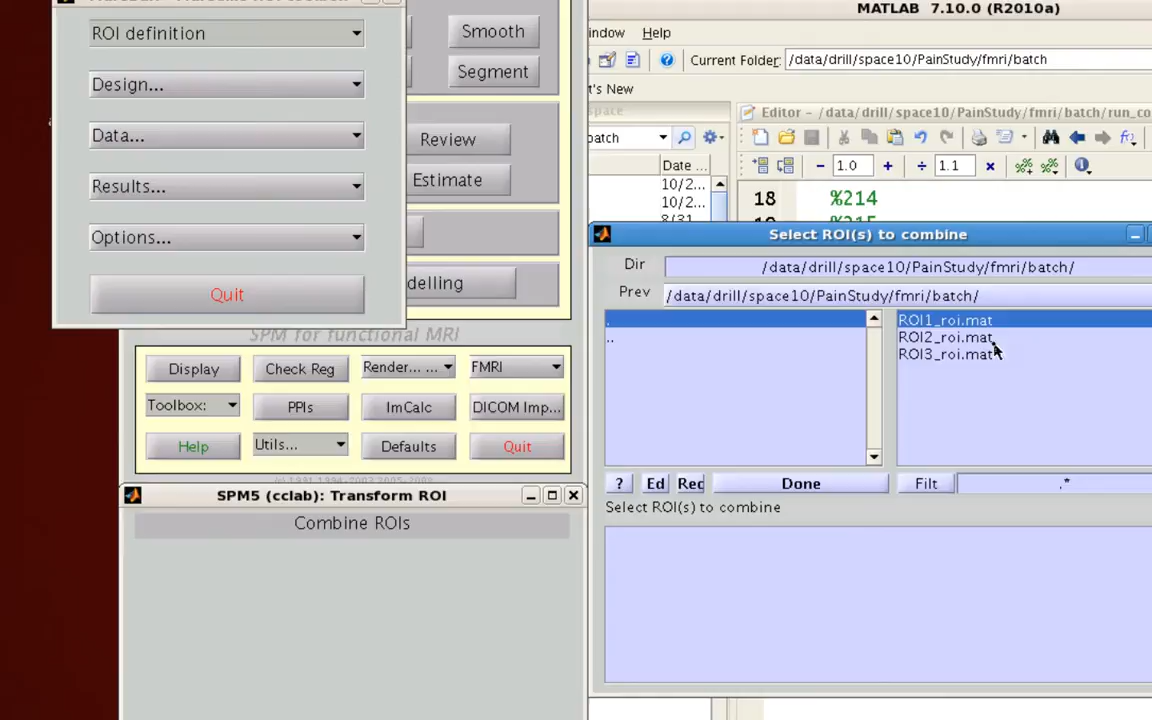 ROI definition
Design...
Data...
Results...
Options...
Quit
Smooth
Segment
Review
Estimate
delling
SPM for functional MRI
Display
Check Reg
Render... ...
FMRI
Toolbox:
PPIs
ImCalc
DICOM Imp...
Help
Utils...
Defaults
Quit
SPM5 (cclab): Transform ROI
Combine ROIs
MATLAB 7.10.0 (R2010a)
indow Help
Current Folder: /data/drill/space10/PainStudy/fmri/batch
t's New
space
Editor – /data/drill/space10/PainStudy/fmri/batch/run_co
batch
− 1.0 + ÷ 1.1 ×
Date ...
10/2...
10/2...
8/31
18 %214
%215
Select ROI(s) to combine
Dir /data/drill/space10/PainStudy/fmri/batch/
Prev /data/drill/space10/PainStudy/fmri/batch/
.
..
ROI1_roi.mat
ROI2_roi.mat
ROI3_roi.mat
? Ed Rec Done Filt .*
Select ROI(s) to combine